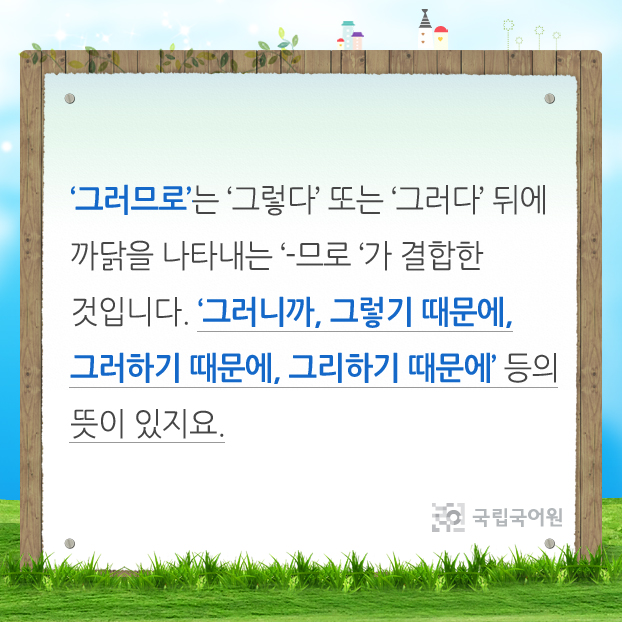 ‘그러므로’는 ‘그렇다’ 또는 ‘그러다’ 뒤에
까닭을 나타내는 ‘-므로 ‘가 결합한
것입니다. ‘그러니까, 그렇기 때문에,
그러하기 때문에, 그리하기 때문에’ 등의
뜻이 있지요.
국립국어원